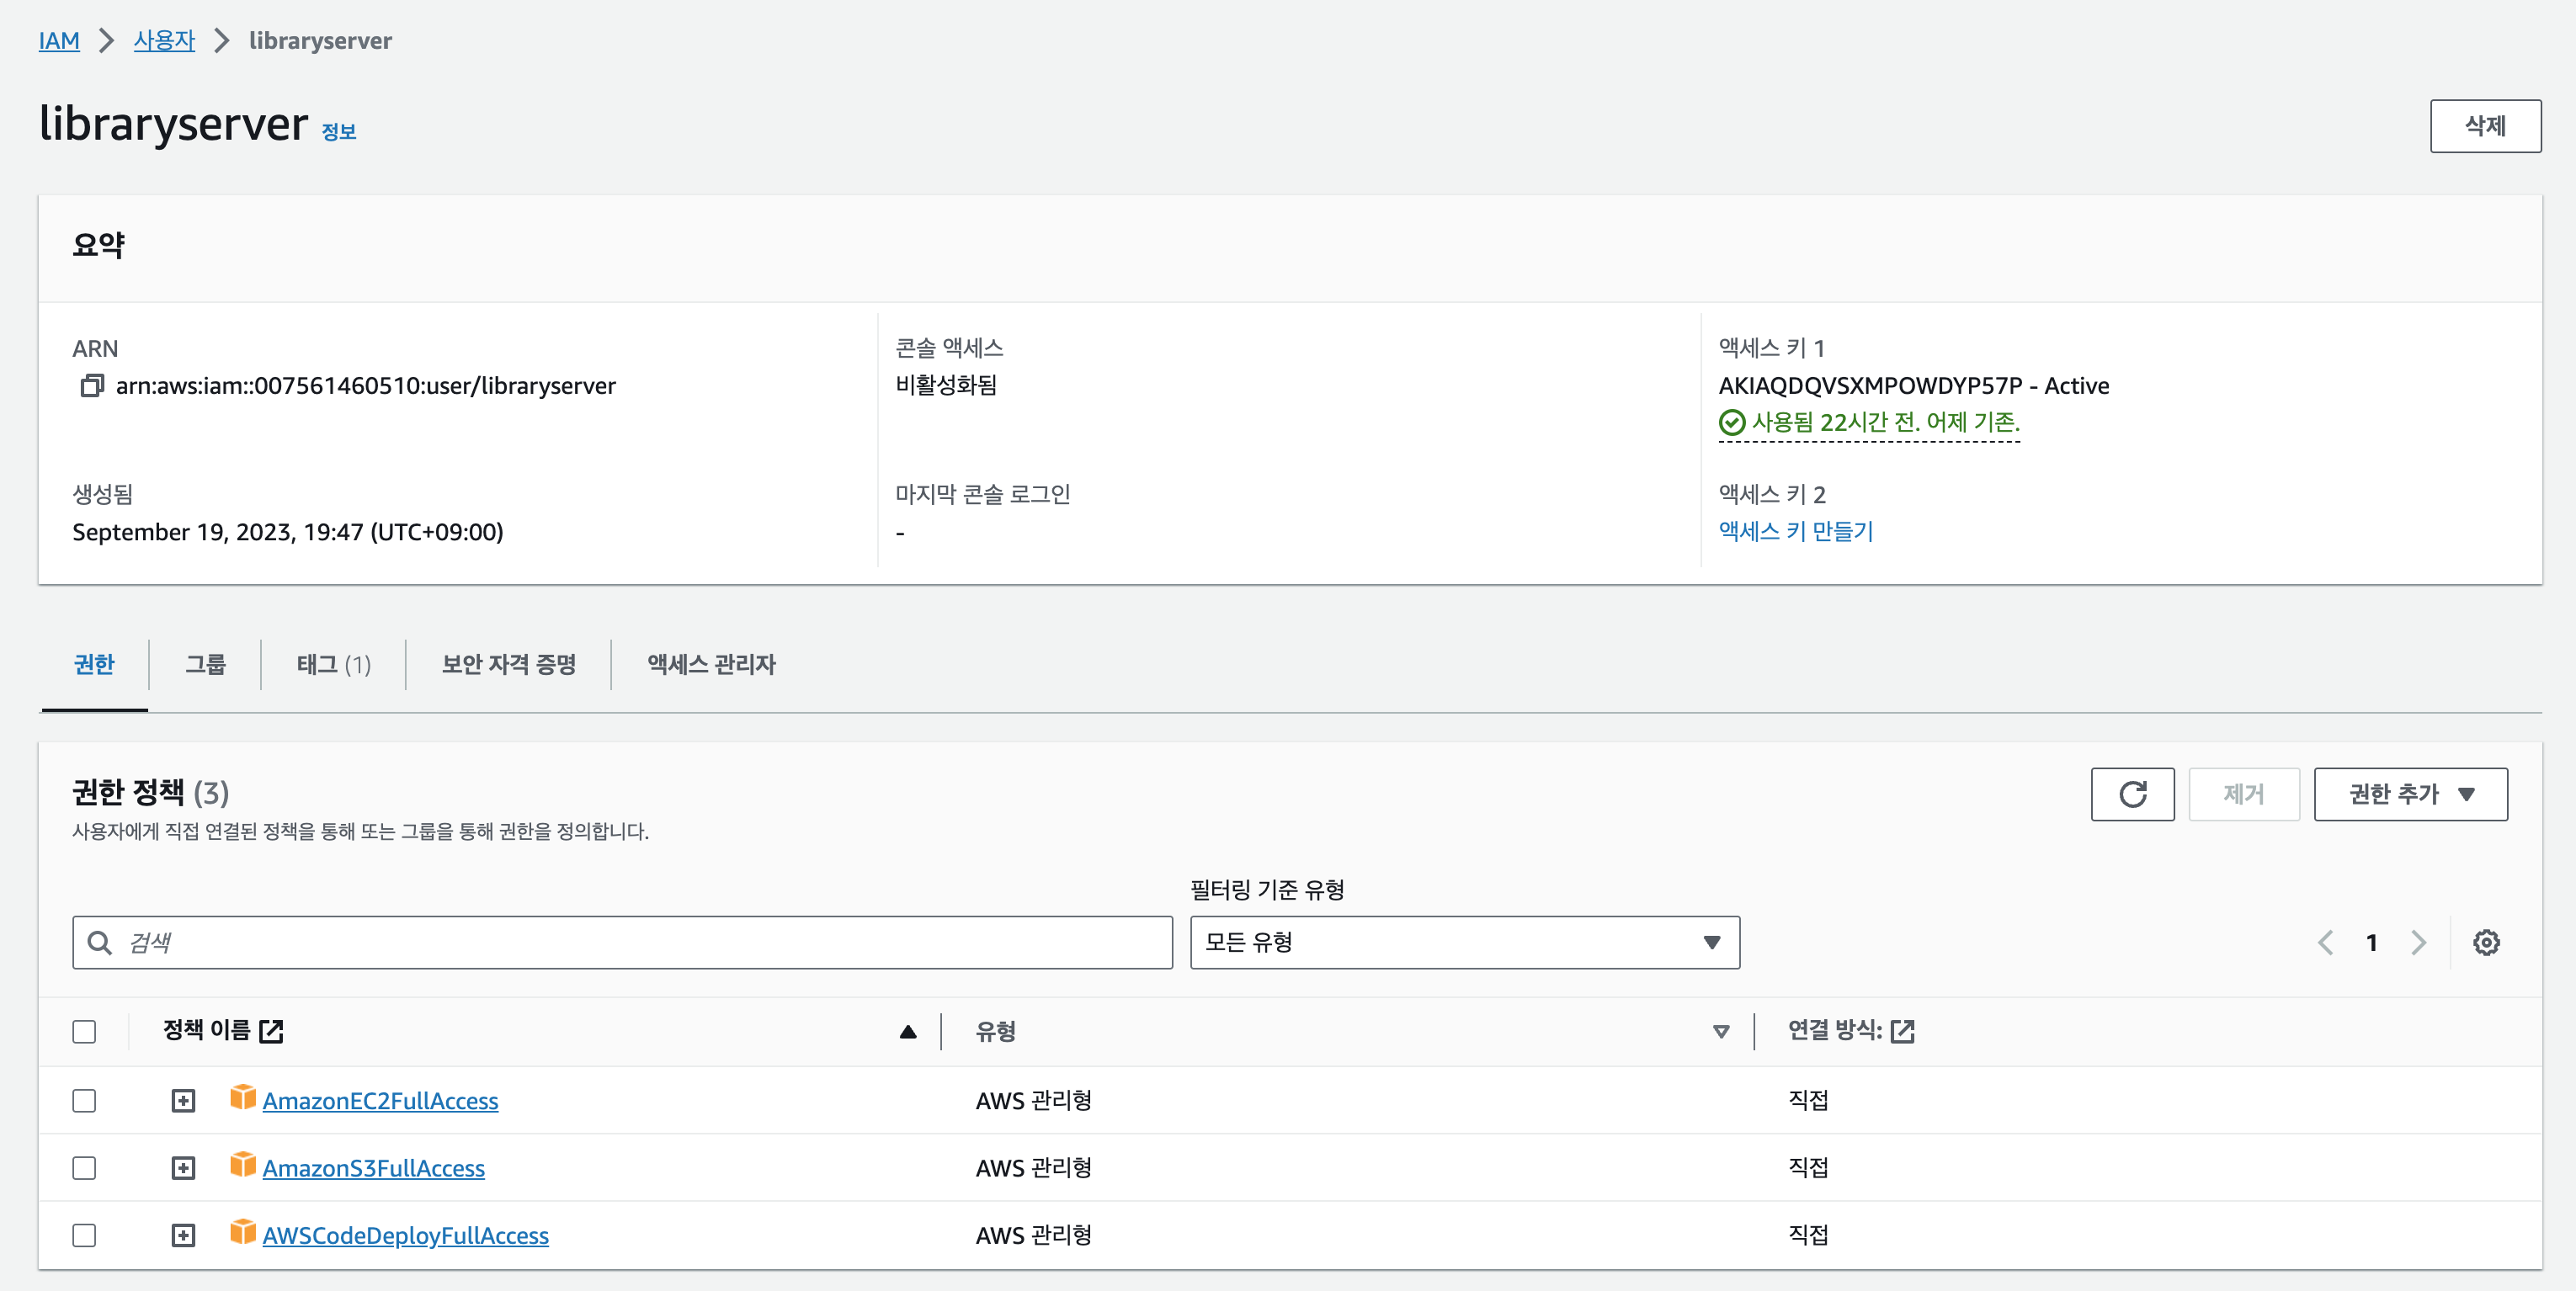 IAM > 사용자 > libraryserver
libraryserver 정보
삭제
요약
ARN
arn:aws:iam::007561460510:user/libraryserver
콘솔 액세스
비활성화됨
액세스 키 1
AKIAQDQVSXMPOWDYP57P - Active
사용됨 22시간 전. 어제 기존.
생성됨
September 19, 2023, 19:47 (UTC+09:00)
마지막 콘솔 로그인
-
액세스 키 2
액세스 키 만들기
권한 그룹 태그 (1) 보안 자격 증명 액세스 관리자
권한 정책 (3)
제거 권한 추가
사용자에게 직접 연결된 정책을 통해 또는 그룹을 통해 권한을 정의합니다.
필터링 기준 유형
검색 모든 유형 1
정책 이름 유형 연결 방식:
AmazonEC2FullAccess AWS 관리형 직접
AmazonS3FullAccess AWS 관리형 직접
AWSCodeDeployFullAccess AWS 관리형 직접